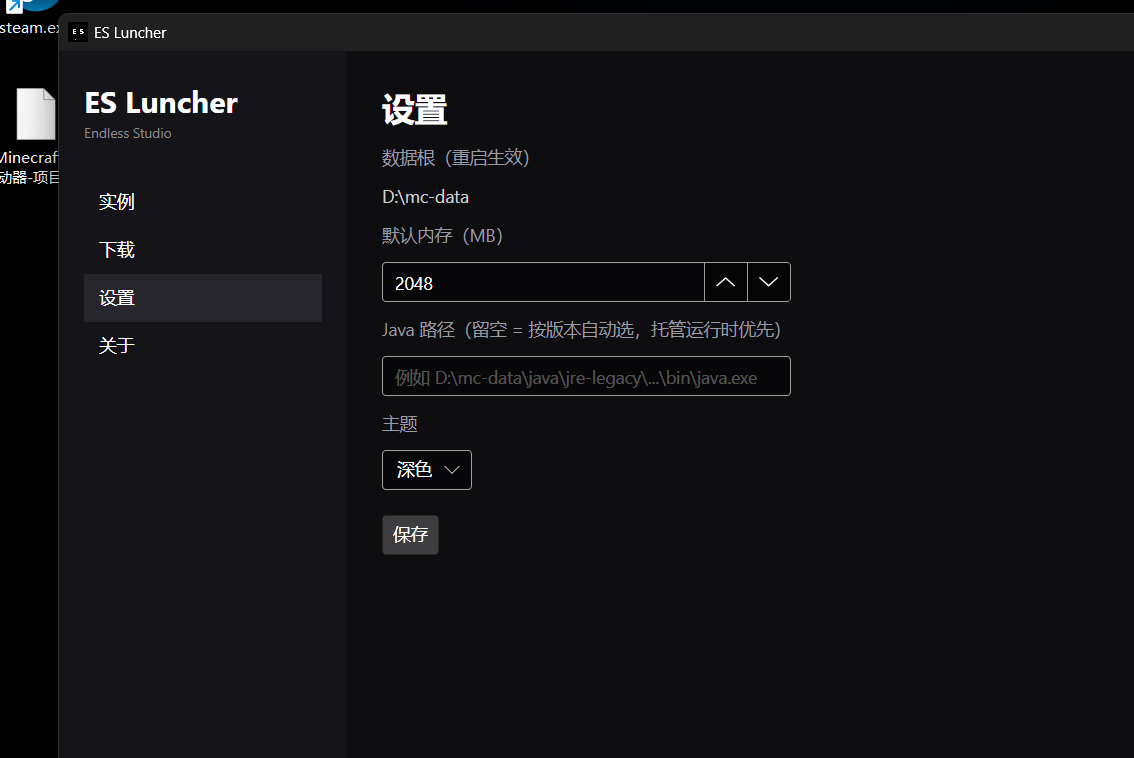 steam.ex
ES Luncher
Minecraf
动器-项目
ES Luncher
Endless Studio
实例
下载
设置
关于
设置
数据根（重启生效）
D:\mc-data
默认内存（MB）
2048
Java 路径（留空 = 按版本自动选，托管运行时优先）
例如 D:\mc-data\java\jre-legacy\...\bin\java.exe
主题
深色
保存